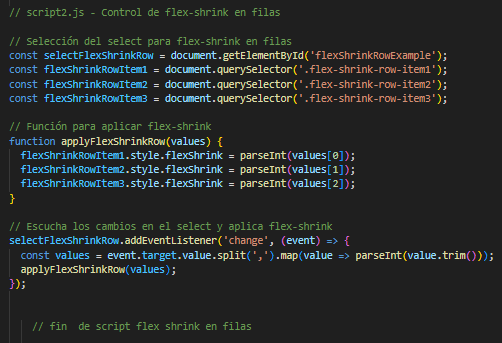 // script2.js - Control de flex-shrink en filas
// Selección del select para flex-shrink en filas
const selectFlexShrinkRow = document.getElementById('flexShrinkRowExample');
const flexShrinkRowItem1 = document.querySelector('.flex-shrink-row-item1');
const flexShrinkRowItem2 = document.querySelector('.flex-shrink-row-item2');
const flexShrinkRowItem3 = document.querySelector('.flex-shrink-row-item3');
// Función para aplicar flex-shrink
function applyFlexShrinkRow(values) {
  flexShrinkRowItem1.style.flexShrink = parseInt(values[0]);
  flexShrinkRowItem2.style.flexShrink = parseInt(values[1]);
  flexShrinkRowItem3.style.flexShrink = parseInt(values[2]);
}
// Escucha los cambios en el select y aplica flex-shrink
selectFlexShrinkRow.addEventListener('change', (event) => {
  const values = event.target.value.split(',').map(value => parseInt(value.trim()));
  applyFlexShrinkRow(values);
});
    // fin  de script flex shrink en filas